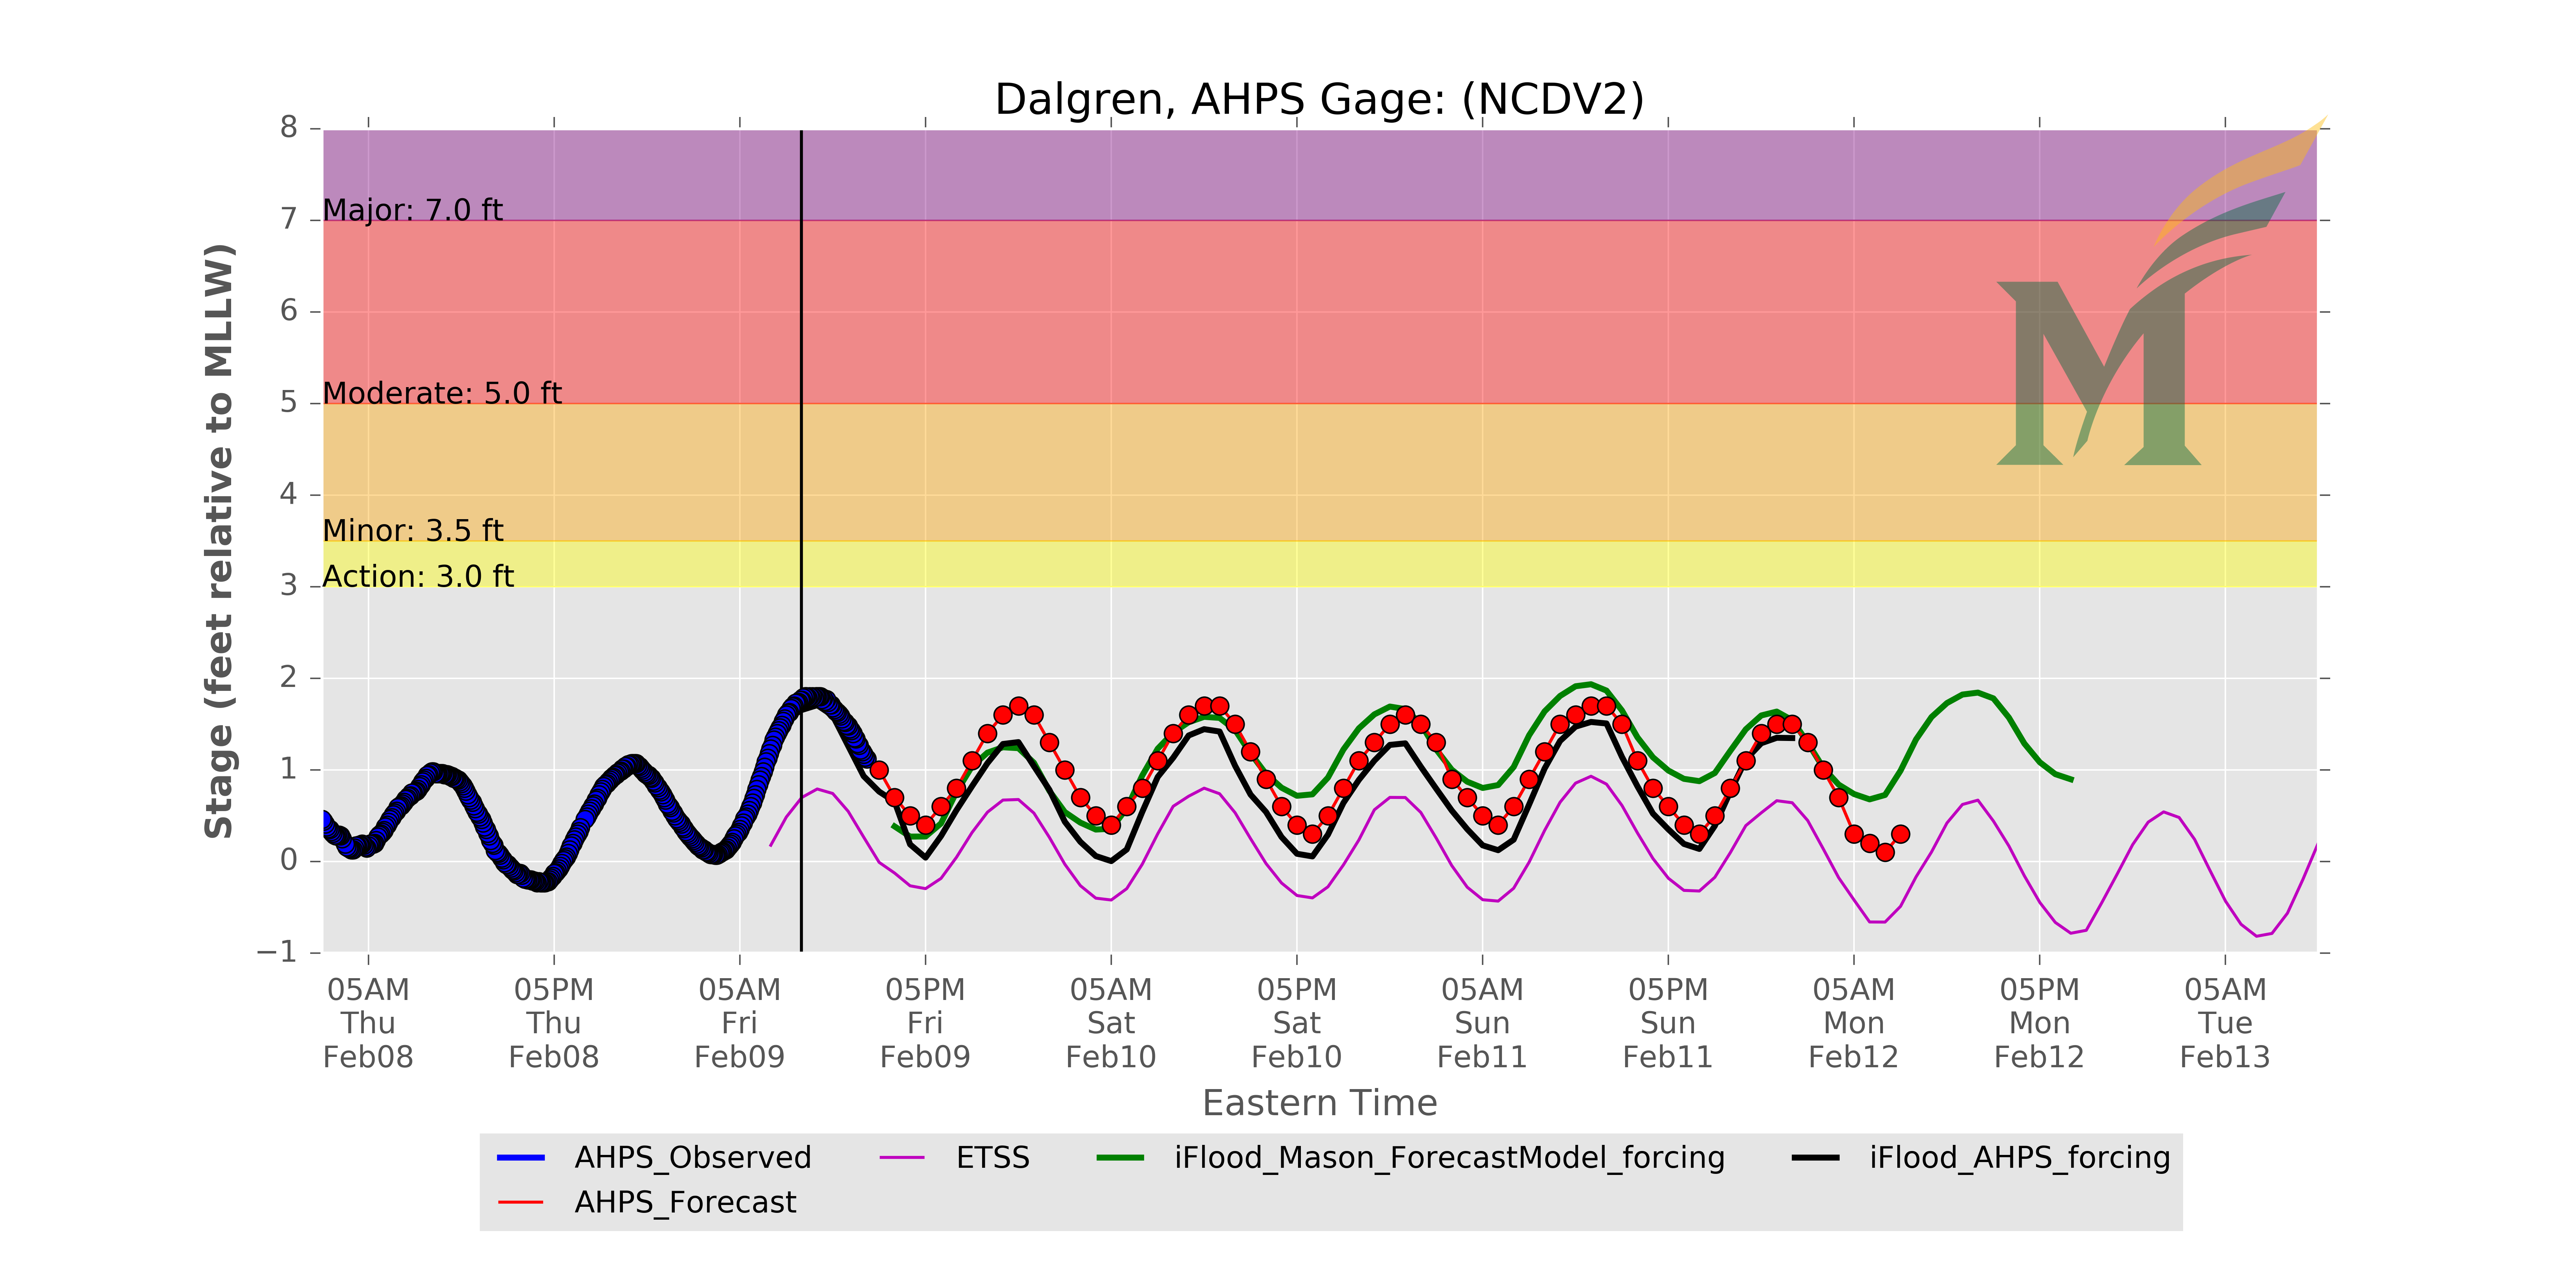 Dalgren, AHPS Gage: (NCDV2)
8
7
6
5
4
3
2
1
0
−1
Stage (feet relative to MLLW)
Major: 7.0 ft
Moderate: 5.0 ft
Minor: 3.5 ft
Action: 3.0 ft
M
05AM 05PM 05AM 05PM 05AM 05PM 05AM 05PM 05AM 05PM 05AM
Thu Thu Fri Fri Sat Sat Sun Sun Mon Mon Tue
Feb08 Feb08 Feb09 Feb09 Feb10 Feb10 Feb11 Feb11 Feb12 Feb12 Feb13
Eastern Time
AHPS_Observed ETSS iFlood_Mason_ForecastModel_forcing iFlood_AHPS_forcing
AHPS_Forecast